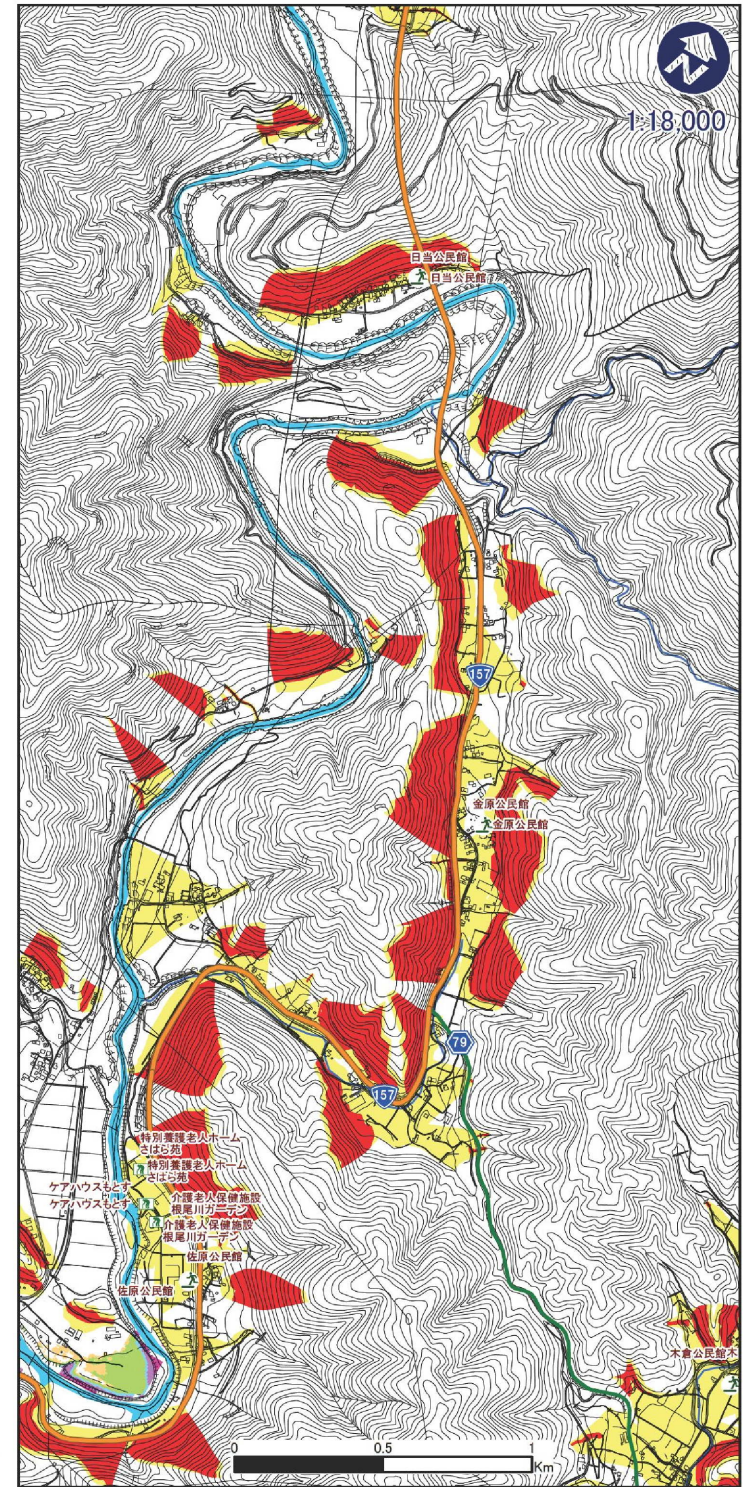 1:18,000
日当公民館
日当公民館
157
金原公民館
金原公民館
79
157
特別養護老人ホーム
さはら苑
特別養護老人ホーム
さはら苑
ケアハウスもとす
ケアハウスもとす
介護老人保健施設
根尾川ガーデン
介護老人保健施設
根尾川ガーデン
佐原公民館
佐原公民館
木倉公民館木
0 0.5 1
Km